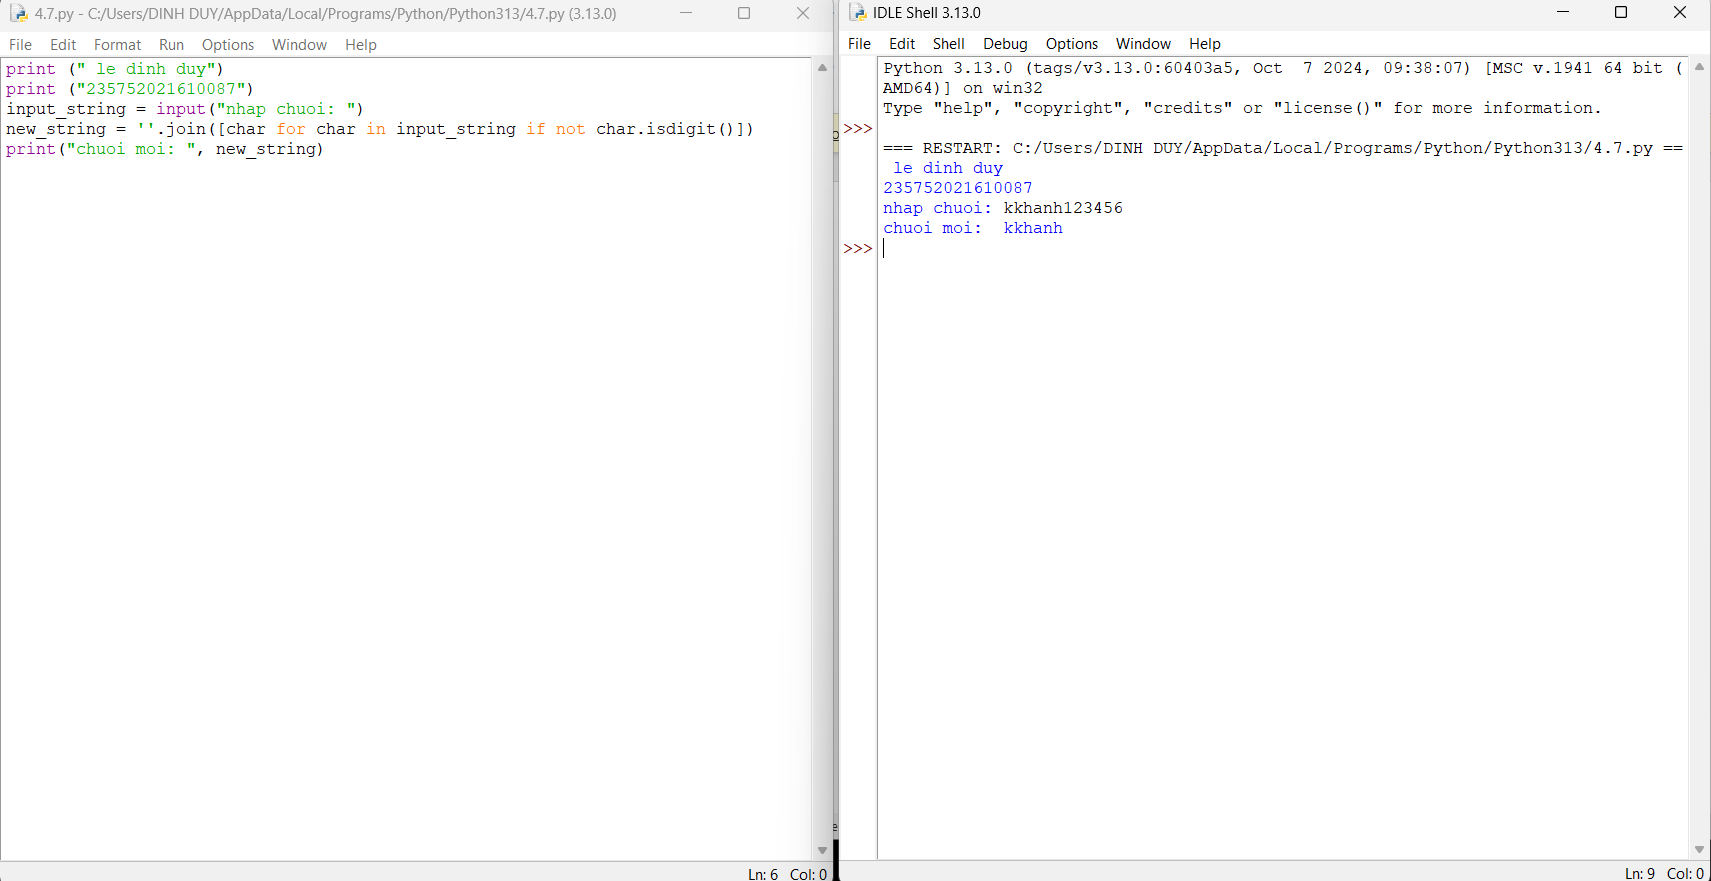 4.7.py - C:/Users/DINH DUY/AppData/Local/Programs/Python/Python313/4.7.py (3.13.0)
File Edit Format Run Options Window Help
print (" le dinh duy")
print ("235752021610087")
input_string = input("nhap chuoi: ")
new_string = ''.join([char for char in input_string if not char.isdigit()])
print("chuoi moi: ", new_string)
Ln: 6 Col: 0
IDLE Shell 3.13.0
File Edit Shell Debug Options Window Help
Python 3.13.0 (tags/v3.13.0:60403a5, Oct  7 2024, 09:38:07) [MSC v.1941 64 bit (
AMD64)] on win32
Type "help", "copyright", "credits" or "license()" for more information.
>>>
=== RESTART: C:/Users/DINH DUY/AppData/Local/Programs/Python/Python313/4.7.py ==
 le dinh duy
235752021610087
nhap chuoi: kkhanh123456
chuoi moi:  kkhanh
>>>
Ln: 9 Col: 0